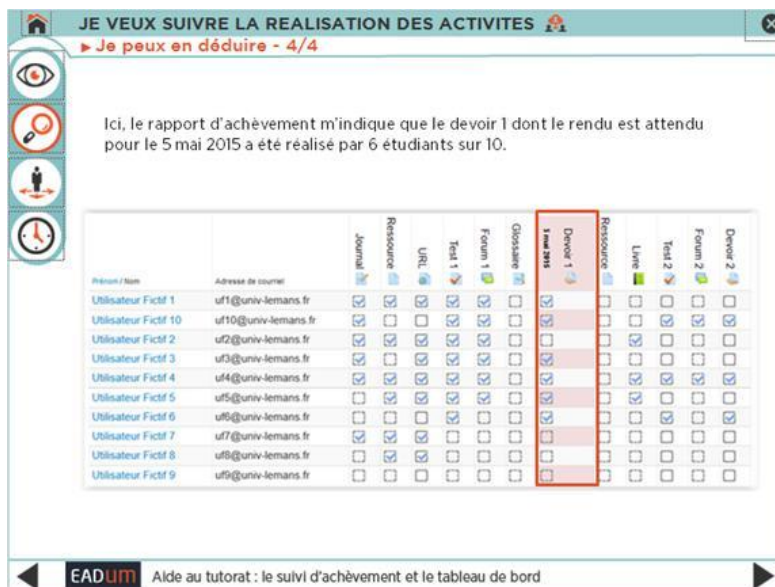 JE VEUX SUIVRE LA REALISATION DES ACTIVITES
▸ Je peux en déduire - 4/4
Ici, le rapport d'achèvement m'indique que le devoir 1 dont le rendu est attendu
pour le 5 mai 2015 a été réalisé par 6 étudiants sur 10.
Prénom / Nom Adresse de courriel Journal Ressource URL Test 1 Forum 1 Glossaire 5 mai 2015 Devoir 1 Ressource Livre Test 2 Forum 2 Devoir 2
Utilisateur Fictif 1 uf1@univ-lemans.fr
Utilisateur Fictif 10 uf10@univ-lemans.fr
Utilisateur Fictif 2 uf2@univ-lemans.fr
Utilisateur Fictif 3 uf3@univ-lemans.fr
Utilisateur Fictif 4 uf4@univ-lemans.fr
Utilisateur Fictif 5 uf5@univ-lemans.fr
Utilisateur Fictif 6 uf6@univ-lemans.fr
Utilisateur Fictif 7 uf7@univ-lemans.fr
Utilisateur Fictif 8 uf8@univ-lemans.fr
Utilisateur Fictif 9 uf9@univ-lemans.fr
EADum Aide au tutorat : le suivi d'achèvement et le tableau de bord